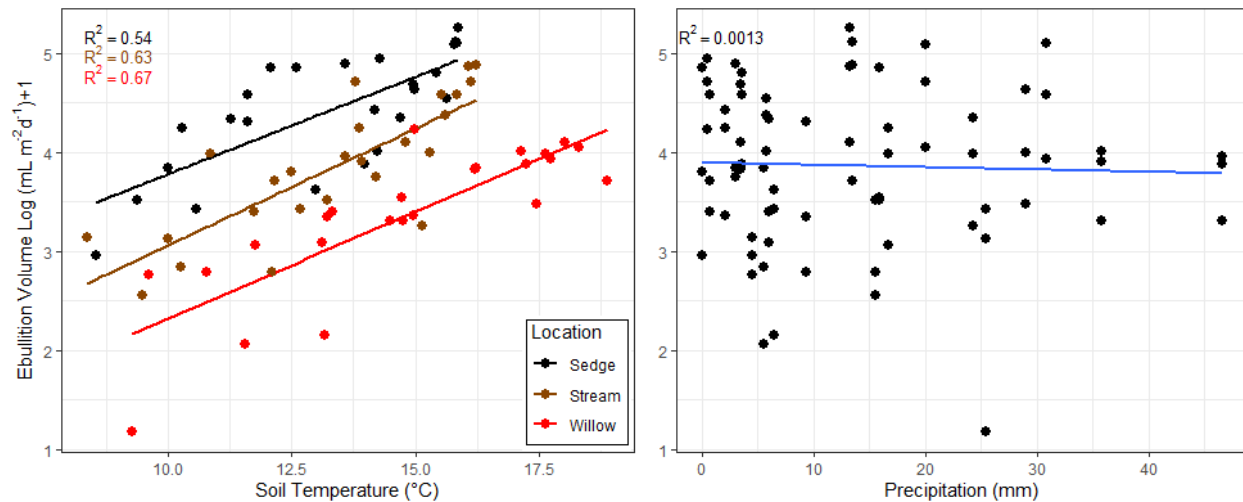 R² = 0.54
R² = 0.63
R² = 0.67
Ebullition Volume Log (mL m⁻²d⁻¹)+1
5
4
3
2
1
10.0 12.5 15.0 17.5
Soil Temperature (°C)
Location
Sedge
Stream
Willow
R² = 0.0013
5
4
3
2
1
0 10 20 30 40
Precipitation (mm)